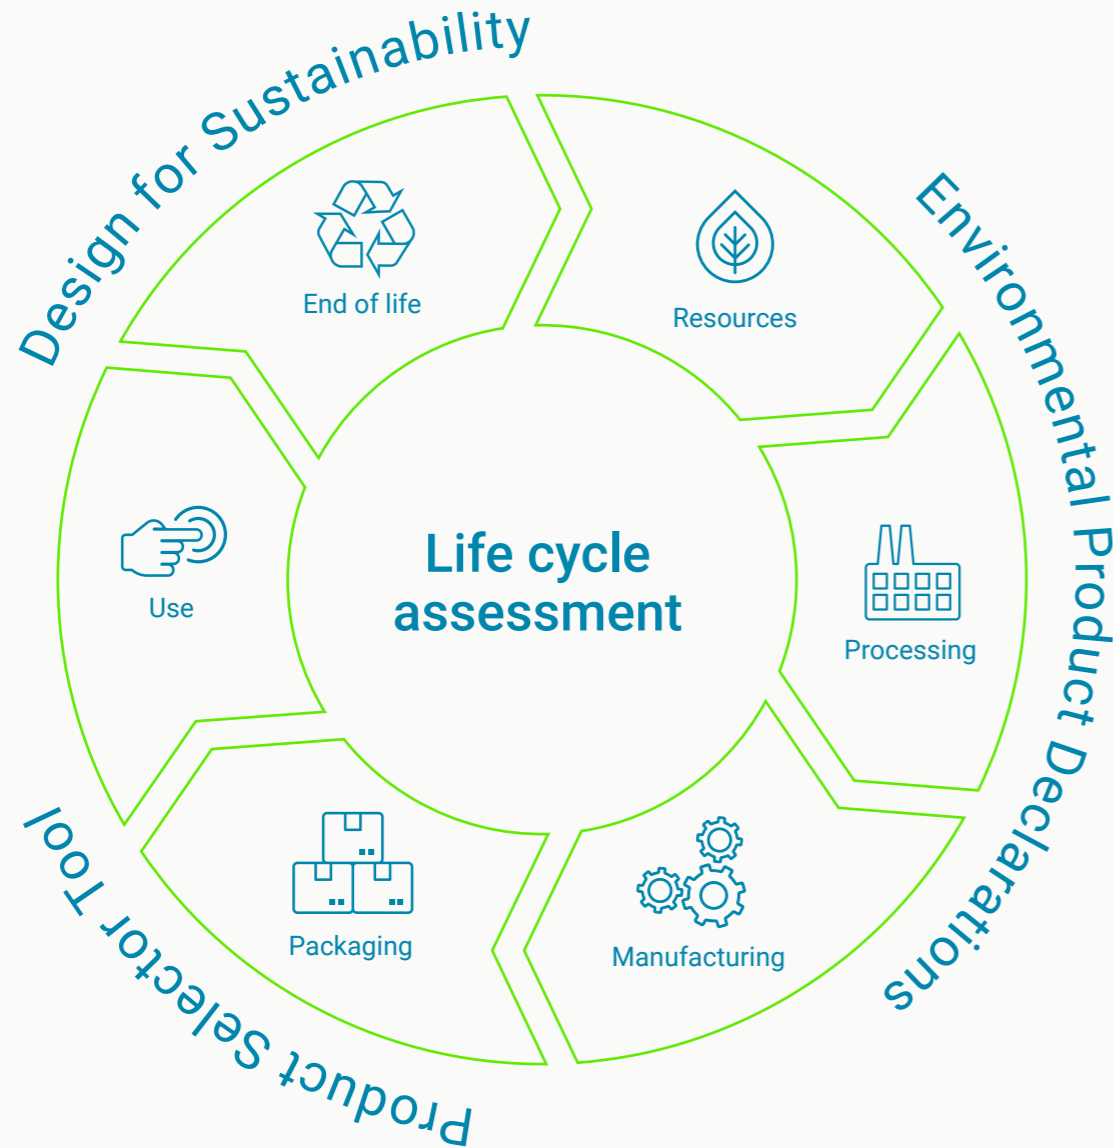 Design for Sustainability
Environmental Product Declarations
Product Selector Tool
Life cycle
assessment
Resources
Processing
Manufacturing
Packaging
Use
End of life